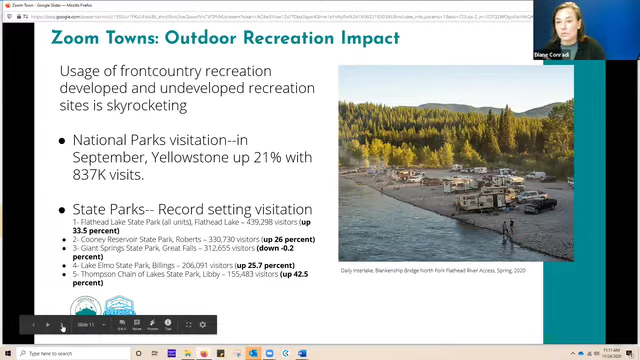 Zoom Town - Google Slides — Mozilla Firefox
Zoom Towns: Outdoor Recreation Impact
Diane Conradi
Usage of frontcountry recreation
developed and undeveloped recreation
sites is skyrocketing
● National Parks visitation--in
September, Yellowstone up 21% with
837K visits.
● State Parks-- Record setting visitation
1- Flathead Lake State Park (all units), Flathead Lake – 439,298 visitors (up
33.5 percent)
● 2- Cooney Reservoir State Park, Roberts – 330,730 visitors (up 26 percent)
● 3- Giant Springs State Park, Great Falls – 312,655 visitors (down -0.2
percent)
● 4- Lake Elmo State Park, Billings – 206,091 visitors (up 25.7 percent)
● 5- Thompson Chain of Lakes State Park, Libby – 155,483 visitors (up 42.5
percent)
Daily Interlake, Blankenship Bridge North Fork Flathead River Access, Spring, 2020
Slide 11
Type here to search
11:11 AM
11/24/2020